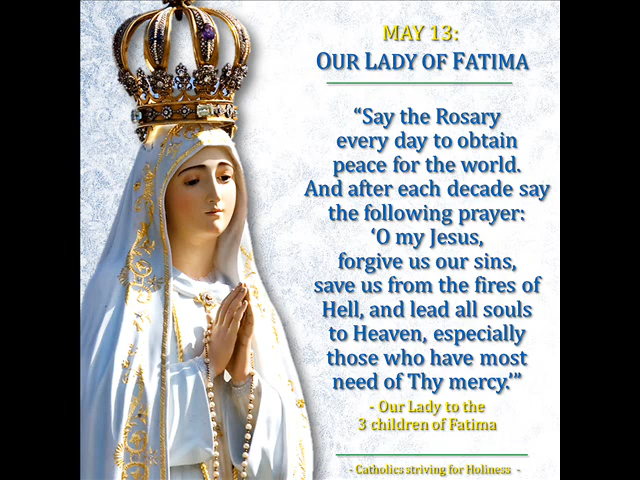 MAY 13:
OUR LADY OF FATIMA
“Say the Rosary
every day to obtain
peace for the world.
And after each decade say
the following prayer:
‘O my Jesus,
forgive us our sins,
save us from the fires of
Hell, and lead all souls
to Heaven, especially
those who have most
need of Thy mercy.’”
- Our Lady to the
3 children of Fatima
- Catholics striving for Holiness -